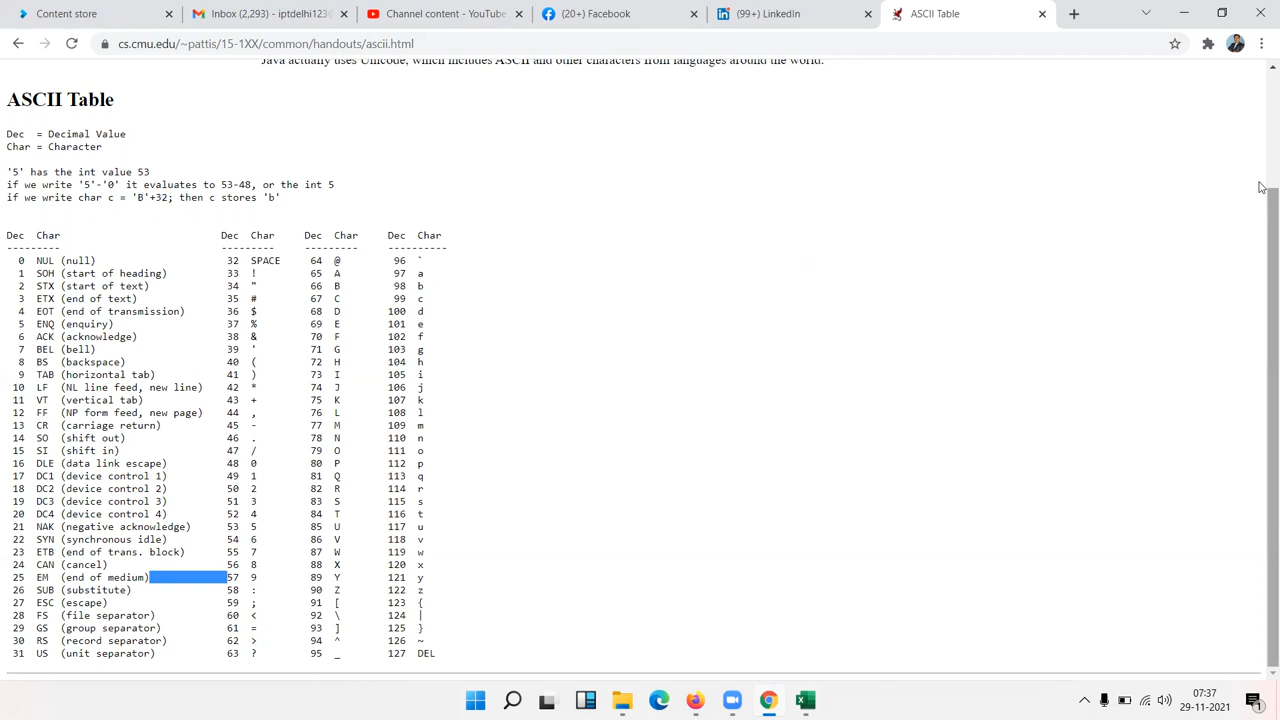 Content store
Inbox (2,293) - iptdelhi123
Channel content - YouTube
(20+) Facebook
(99+) LinkedIn
ASCII Table
cs.cmu.edu/~pattis/15-1XX/common/handouts/ascii.html
Java actually uses Unicode, which includes ASCII and other characters from languages around the world.
ASCII Table
Dec = Decimal Value
Char = Character
'5' has the int value 53
if we write '5'-'0' it evaluates to 53-48, or the int 5
if we write char c = 'B'+32; then c stores 'b'
Dec Char Dec Char Dec Char Dec Char
--------- --------- --------- ----------
0 NUL (null) 32 SPACE 64 @ 96 `
1 SOH (start of heading) 33 ! 65 A 97 a
2 STX (start of text) 34 " 66 B 98 b
3 ETX (end of text) 35 # 67 C 99 c
4 EOT (end of transmission) 36 $ 68 D 100 d
5 ENQ (enquiry) 37 % 69 E 101 e
6 ACK (acknowledge) 38 & 70 F 102 f
7 BEL (bell) 39 ' 71 G 103 g
8 BS (backspace) 40 ( 72 H 104 h
9 TAB (horizontal tab) 41 ) 73 I 105 i
10 LF (NL line feed, new line) 42 * 74 J 106 j
11 VT (vertical tab) 43 + 75 K 107 k
12 FF (NP form feed, new page) 44 , 76 L 108 l
13 CR (carriage return) 45 - 77 M 109 m
14 SO (shift out) 46 . 78 N 110 n
15 SI (shift in) 47 / 79 O 111 o
16 DLE (data link escape) 48 0 80 P 112 p
17 DC1 (device control 1) 49 1 81 Q 113 q
18 DC2 (device control 2) 50 2 82 R 114 r
19 DC3 (device control 3) 51 3 83 S 115 s
20 DC4 (device control 4) 52 4 84 T 116 t
21 NAK (negative acknowledge) 53 5 85 U 117 u
22 SYN (synchronous idle) 54 6 86 V 118 v
23 ETB (end of trans. block) 55 7 87 W 119 w
24 CAN (cancel) 56 8 88 X 120 x
25 EM (end of medium) 57 9 89 Y 121 y
26 SUB (substitute) 58 : 90 Z 122 z
27 ESC (escape) 59 ; 91 [ 123 {
28 FS (file separator) 60 < 92 \ 124 |
29 GS (group separator) 61 = 93 ] 125 }
30 RS (record separator) 62 > 94 ^ 126 ~
31 US (unit separator) 63 ? 95 _ 127 DEL
07:37
29-11-2021